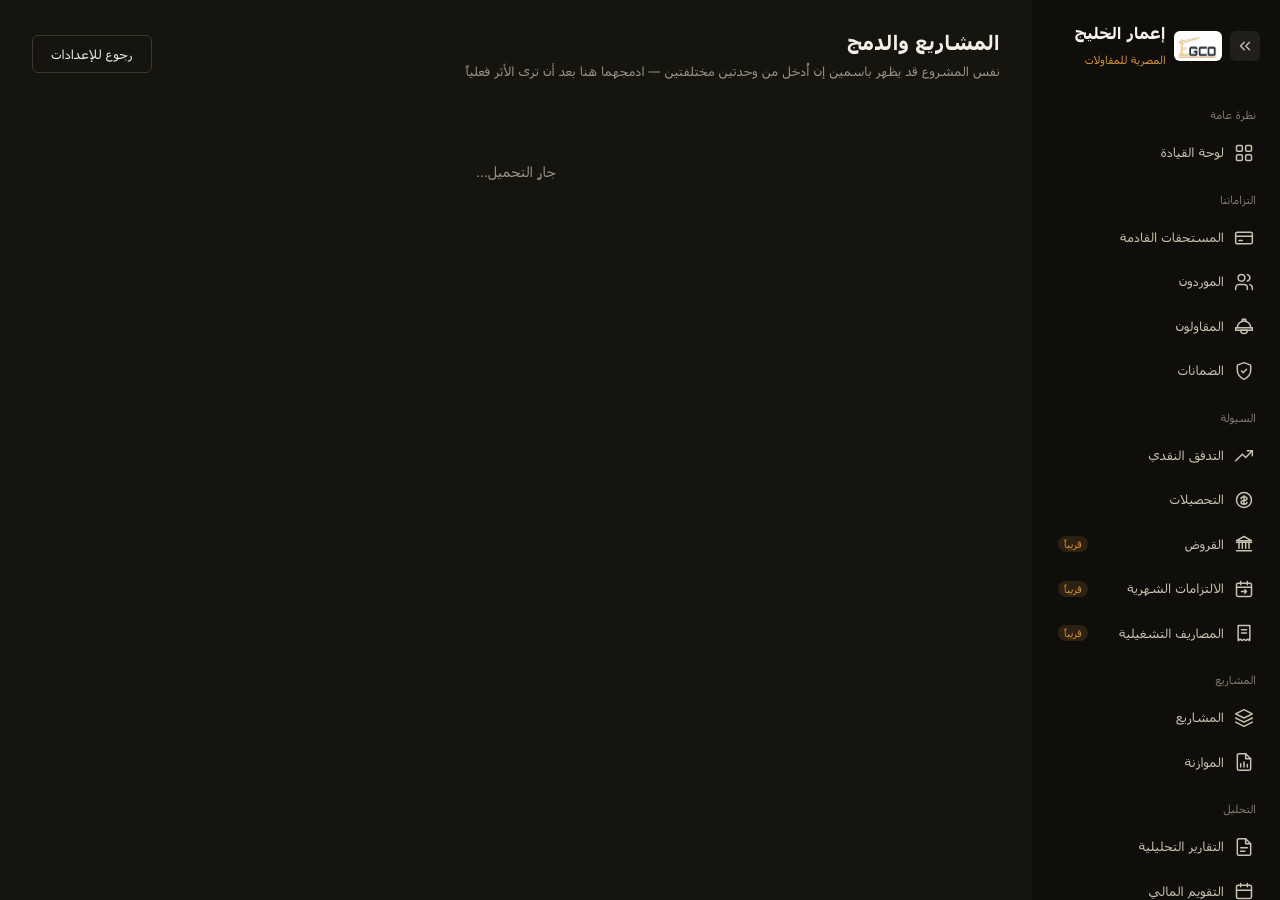 إعمار الخليج
المصرية للمقاولات
GCO
نظرة عامة
لوحة القيادة
التزاماتنا
المستحقات القادمة
الموردون
المقاولون
الضمانات
السيولة
التدفق النقدي
التحصيلات
القروض
قريباً
الالتزامات الشهرية
قريباً
المصاريف التشغيلية
قريباً
المشاريع
المشاريع
الموازنة
التحليل
التقارير التحليلية
التقويم المالي
المشاريع والدمج
نفس المشروع قد يظهر باسمين إن أُدخل من وحدتين مختلفتين — ادمجهما هنا بعد أن ترى الأثر فعلياً
رجوع للإعدادات
جارٍ التحميل...